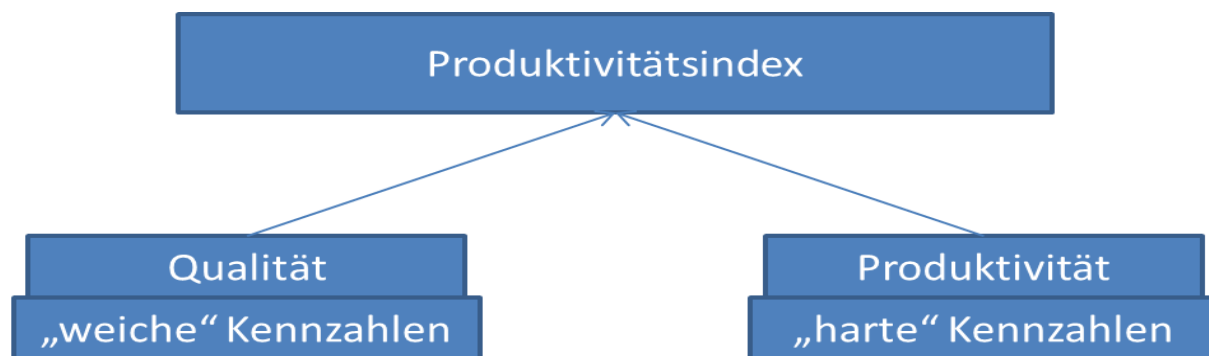 Produktivitätsindex
Qualität
„weiche“ Kennzahlen
Produktivität
„harte“ Kennzahlen